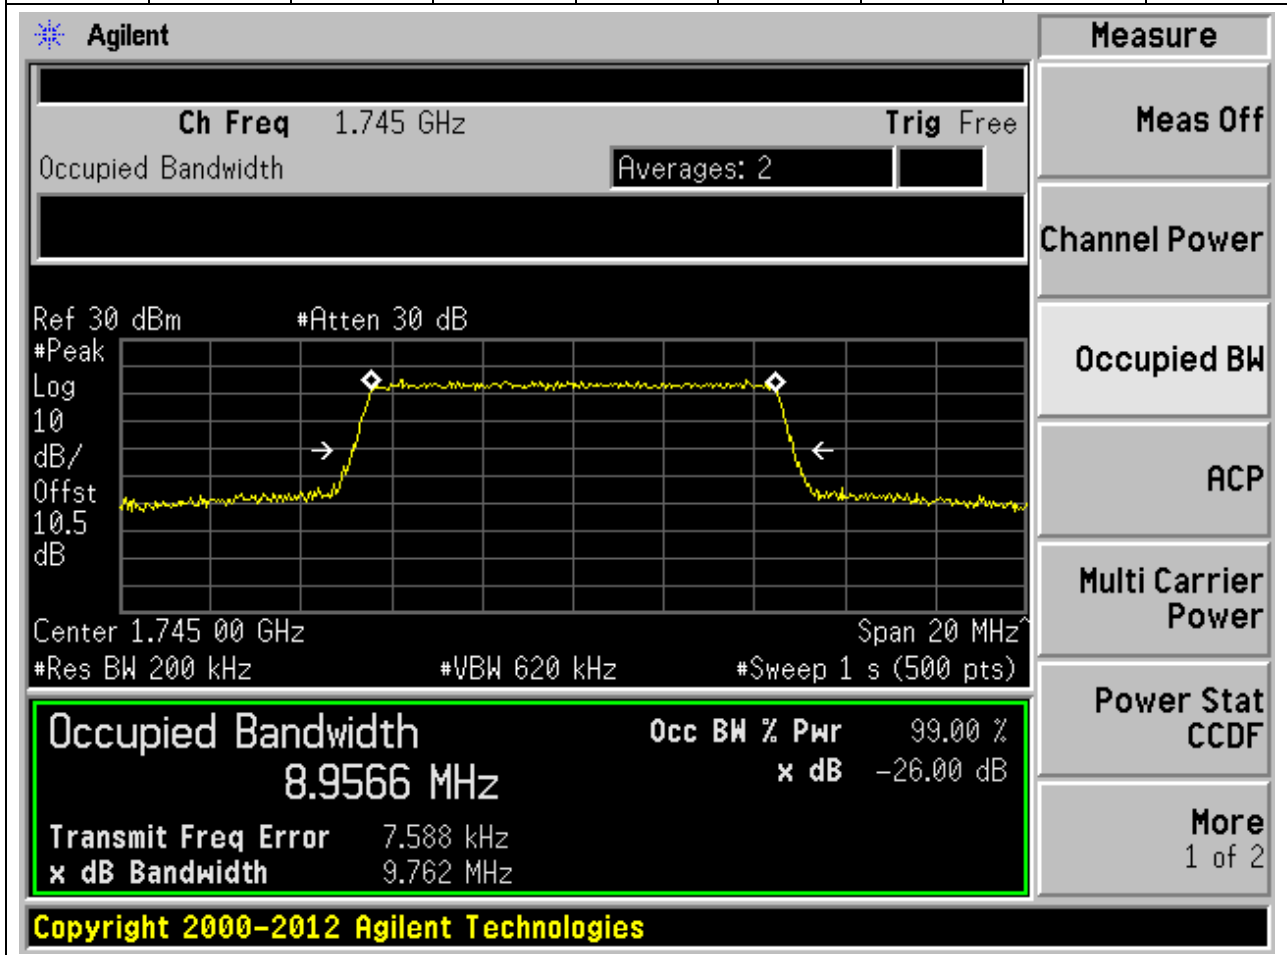 Agilent
Measure
Ch Freq 1.745 GHz Trig Free
Meas Off
Occupied Bandwidth Averages: 2
Channel Power
Ref 30 dBm #Atten 30 dB
#Peak
Log
10
dB/
Offst
10.5
dB
Occupied BW
ACP
Center 1.745 00 GHz Span 20 MHz^
#Res BW 200 kHz #VBW 620 kHz #Sweep 1 s (500 pts)
Multi Carrier
Power
Occupied Bandwidth Occ BW % Pwr 99.00 %
8.9566 MHz x dB -26.00 dB
Power Stat
CCDF
Transmit Freq Error 7.588 kHz
x dB Bandwidth 9.762 MHz
More
1 of 2
Copyright 2000-2012 Agilent Technologies